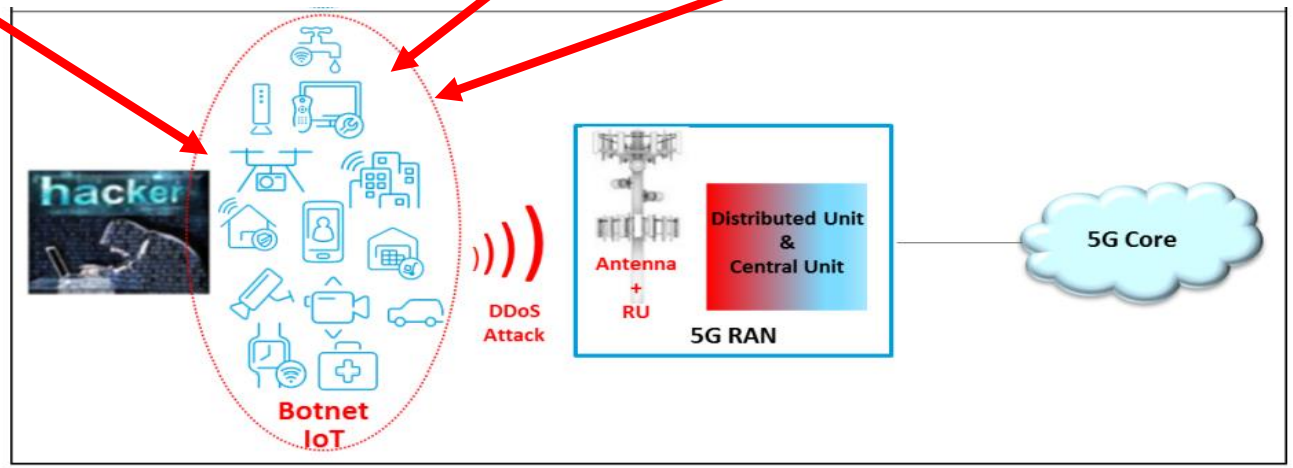 hacker
Botnet
IoT
DDoS
Attack
Antenna
+
RU
Distributed Unit
&
Central Unit
5G RAN
5G Core